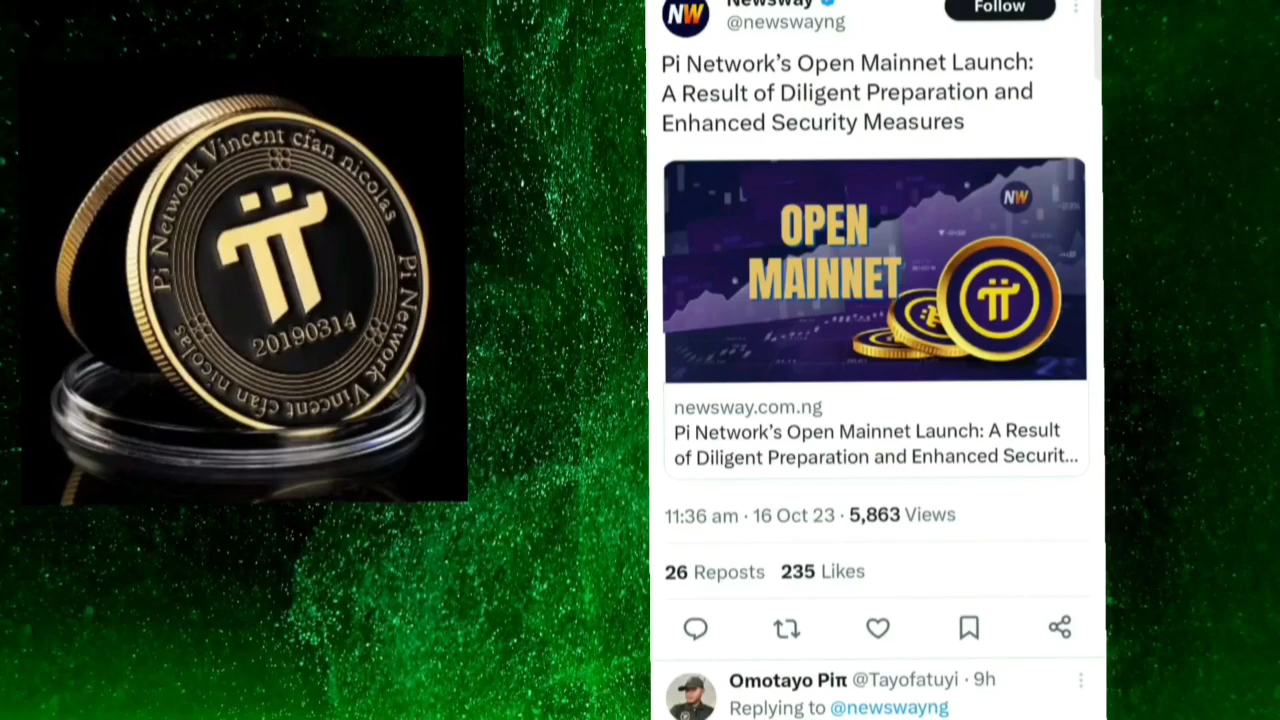 Pi Network Vincent cfan nicolas
Pi Network Vincent cfan nicolas
20190314
NW
Newsway
@newswayng
Follow
Pi Network’s Open Mainnet Launch:
A Result of Diligent Preparation and
Enhanced Security Measures
NW
OPEN
MAINNET
newsway.com.ng
Pi Network’s Open Mainnet Launch: A Result
of Diligent Preparation and Enhanced Securit...
11:36 am · 16 Oct 23 · 5,863 Views
26 Reposts 235 Likes
Omotayo Piπ @Tayofatuyi · 9h
Replying to @newswayng